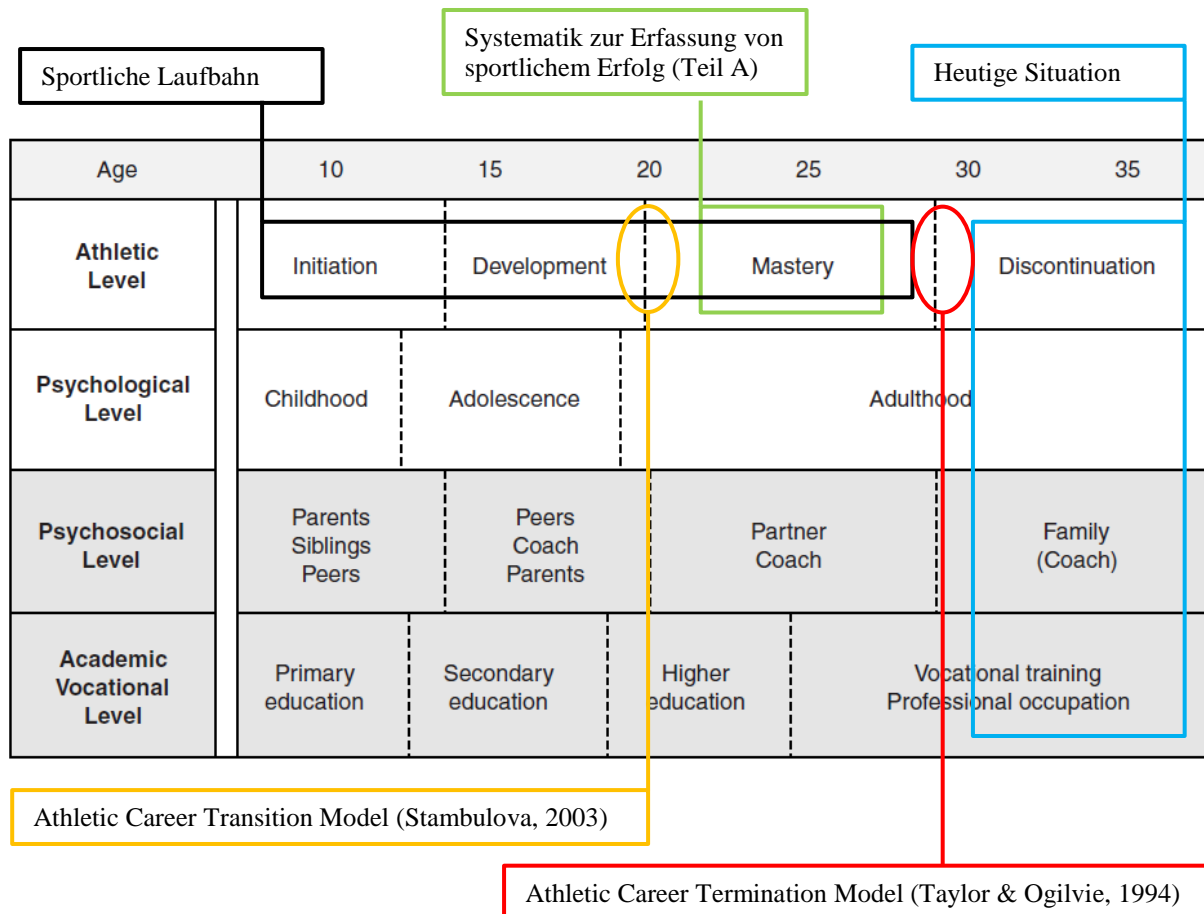 Systematik zur Erfassung von
sportlichem Erfolg (Teil A)
Sportliche Laufbahn
Heutige Situation
Age 10 15 20 25 30 35
Athletic
Level
Initiation
Development
Mastery
Discontinuation
Psychological
Level
Childhood
Adolescence
Adulthood
Psychosocial
Level
Parents
Siblings
Peers
Peers
Coach
Parents
Partner
Coach
Family
(Coach)
Academic
Vocational
Level
Primary
education
Secondary
education
Higher
education
Vocational training
Professional occupation
Athletic Career Transition Model (Stambulova, 2003)
Athletic Career Termination Model (Taylor & Ogilvie, 1994)